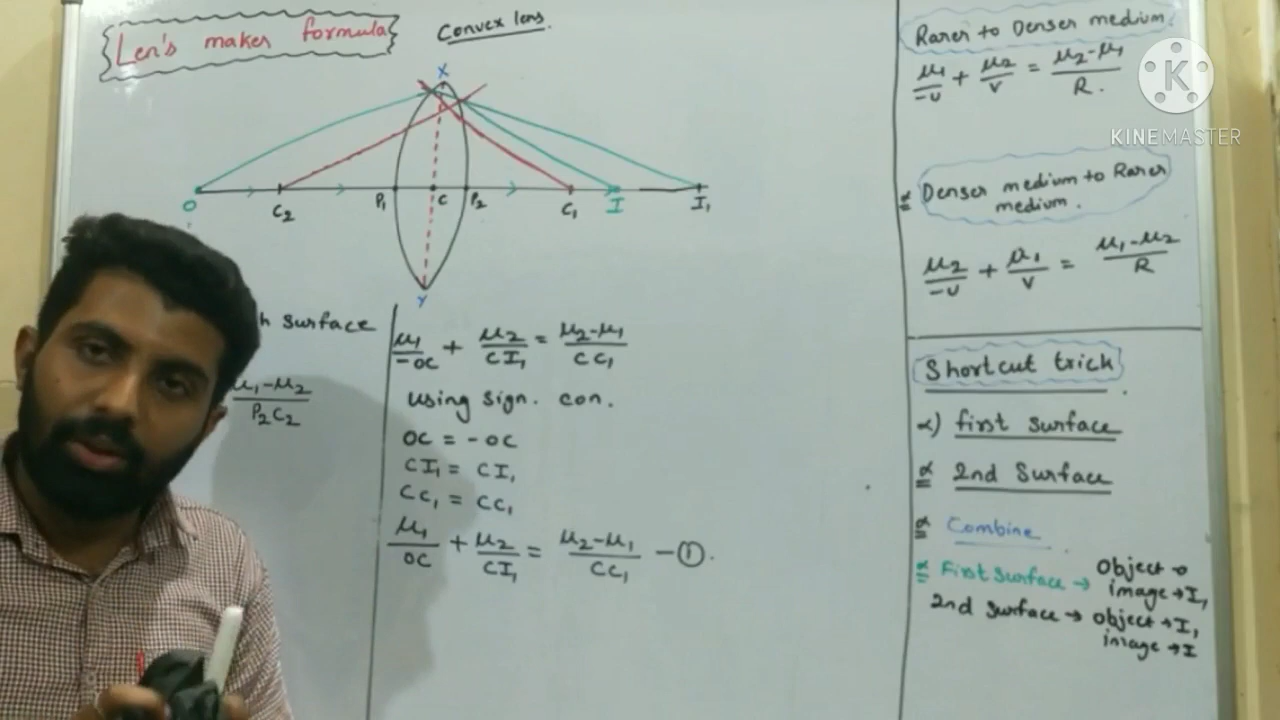 Len's maker formula
Convex lens.
X
O
C2
P1
C
P2
C1
I
I1
Y
h surface
μ1-μ2
P2C2
μ1/-OC + μ2/CI1 = μ2-μ1/CC1
using sign. con.
OC = -OC
CI1 = CI1
CC1 = CC1
μ1/OC + μ2/CI1 = μ2-μ1/CC1 - ①.
Rarer to Denser medium.
μ1/-u + μ2/v = μ2-μ1/R.
Denser medium to Rarer
medium.
μ2/-u + μ1/v = μ1-μ2/R
Shortcut trick.
α) first surface
2nd Surface
Combine.
First surface → Object → O
image → I1
2nd surface → object → I1
image → I
K
KINEMASTER